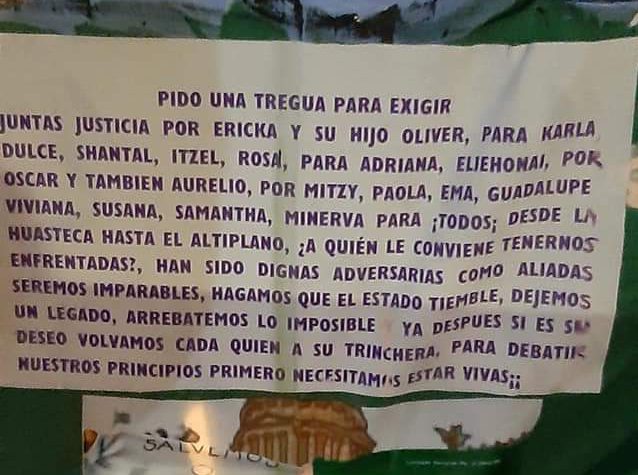 PIDO UNA TREGUA PARA EXIGIR
JUNTAS JUSTICIA POR ERICKA Y SU HIJO OLIVER, PARA KARLA,
DULCE, SHANTAL, ITZEL, ROSA, PARA ADRIANA, ELIEHONAI, POR
OSCAR Y TAMBIEN AURELIO, POR MITZY, PAOLA, EMA, GUADALUPE
VIVIANA, SUSANA, SAMANTHA, MINERVA PARA ¡TODOS¡ DESDE LA
HUASTECA HASTA EL ALTIPLANO, ¿A QUIÉN LE CONVIENE TENERNOS
ENFRENTADAS?, HAN SIDO DIGNAS ADVERSARIAS COMO ALIADAS
SEREMOS IMPARABLES, HAGAMOS QUE EL ESTADO TIEMBLE, DEJEMOS
UN LEGADO, ARREBATEMOS LO IMPOSIBLE Y YA DESPUES SI ES SU
DESEO VOLVAMOS CADA QUIEN A SU TRINCHERA, PARA DEBATIR
NUESTROS PRINCIPIOS PRIMERO NECESITAMOS ESTAR VIVAS¡¡
SALVEMOS